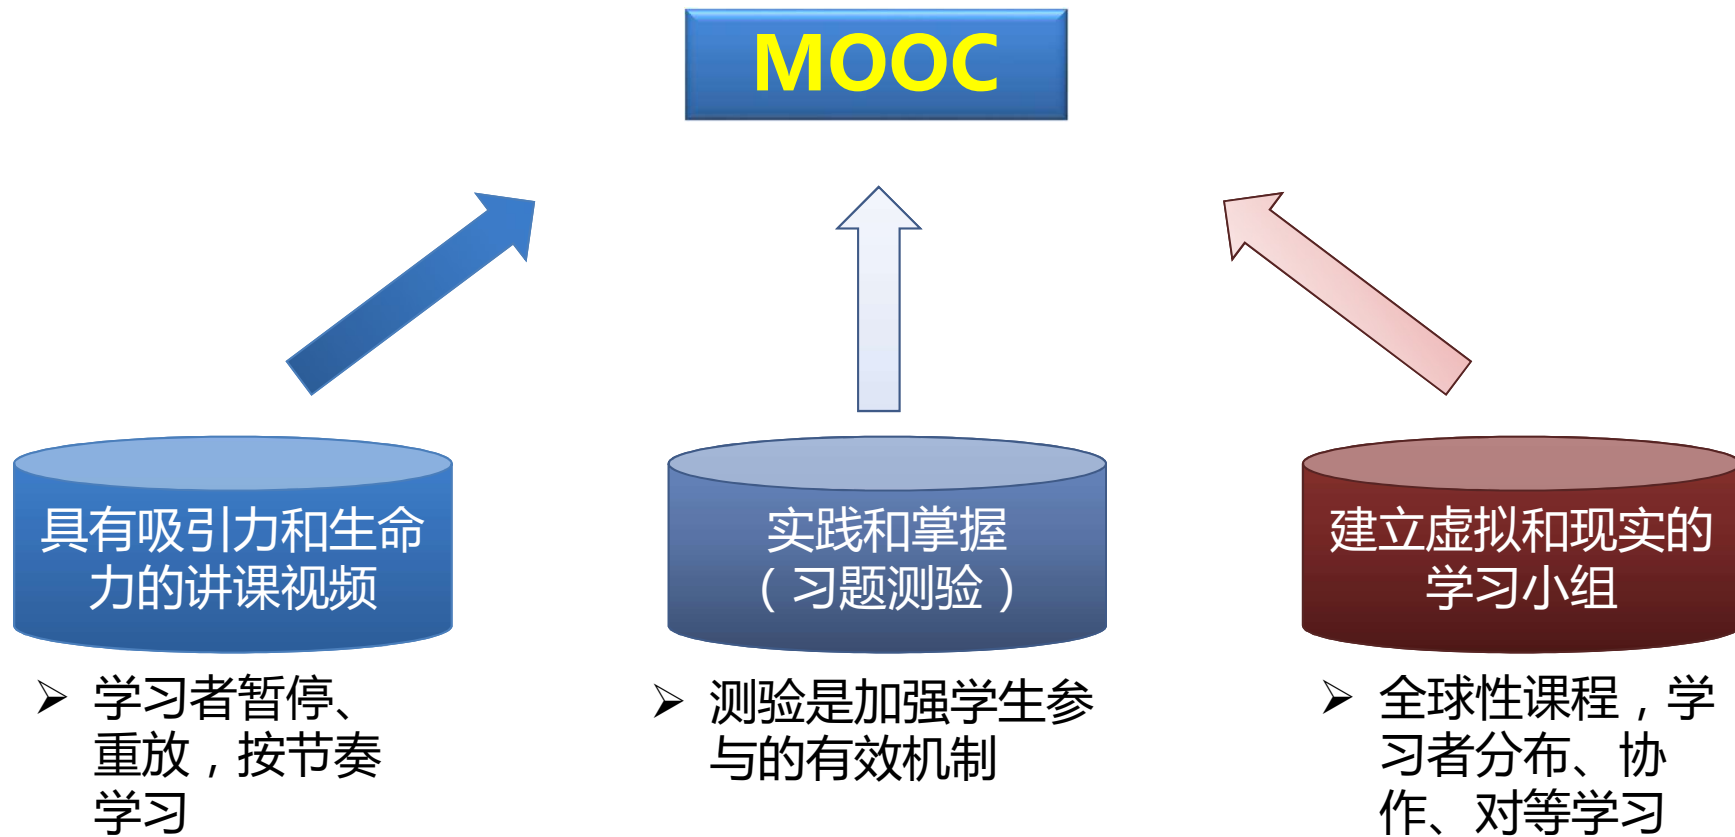 MOOC
具有吸引力和生命
力的讲课视频
实践和掌握
（习题测验）
建立虚拟和现实的
学习小组
➢ 学习者暂停、
重放，按节奏
学习
➢ 测验是加强学生参
与的有效机制
➢ 全球性课程，学
习者分布、协
作、对等学习